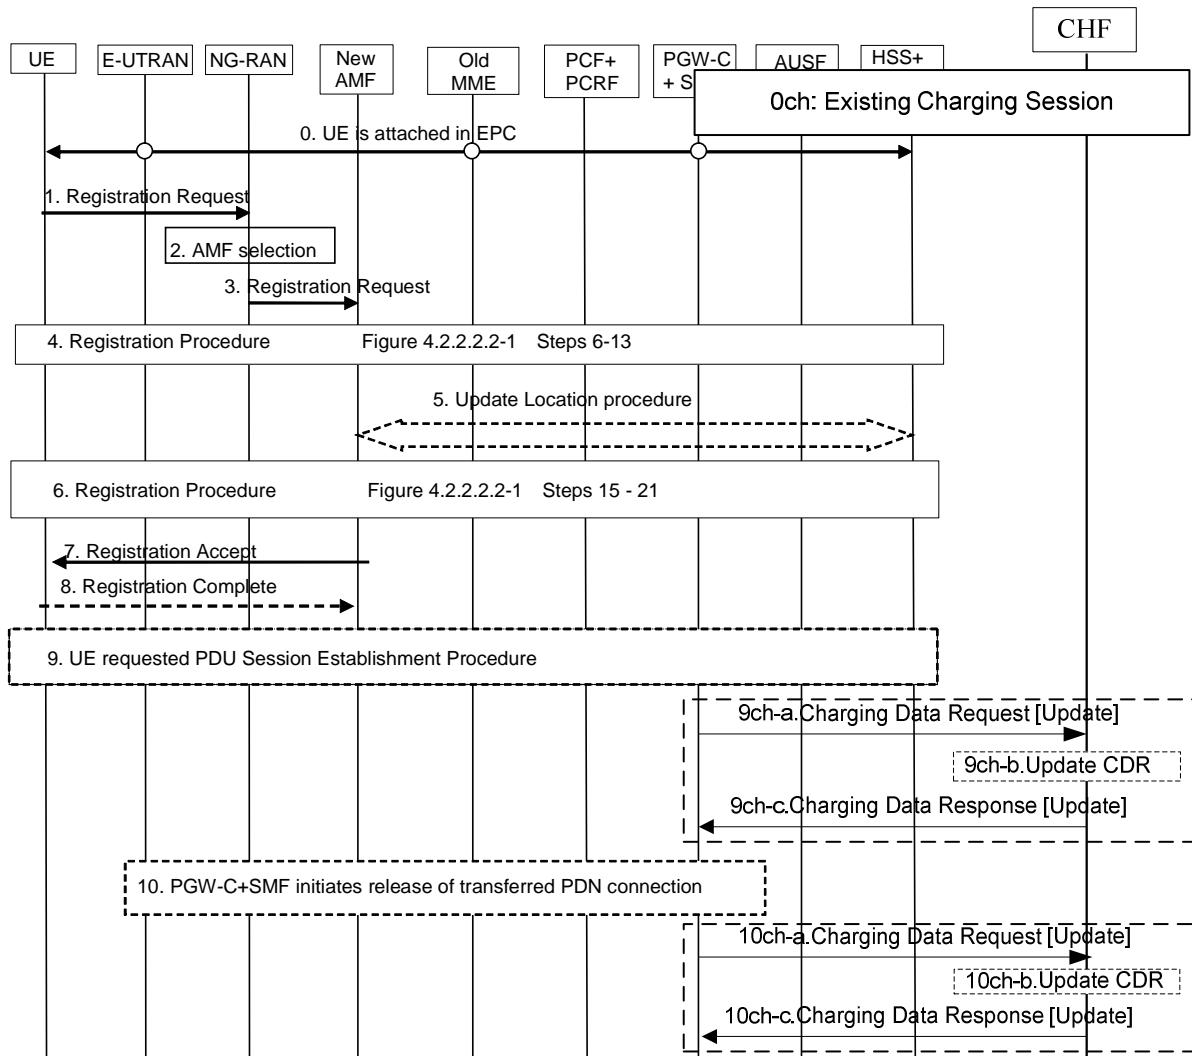 CHF
UE
E-UTRAN
NG-RAN
New
AMF
Old
MME
PCF+
PCRF
PGW-C
+ S
AUSF
HSS+
0ch: Existing Charging Session
0. UE is attached in EPC
1. Registration Request
2. AMF selection
3. Registration Request
4. Registration Procedure Figure 4.2.2.2.2-1 Steps 6-13
5. Update Location procedure
6. Registration Procedure Figure 4.2.2.2.2-1 Steps 15 - 21
7. Registration Accept
8. Registration Complete
9. UE requested PDU Session Establishment Procedure
9ch-a.Charging Data Request [Update]
9ch-b.Update CDR
9ch-c.Charging Data Response [Update]
10. PGW-C+SMF initiates release of transferred PDN connection
10ch-a.Charging Data Request [Update]
10ch-b.Update CDR
10ch-c.Charging Data Response [Update]